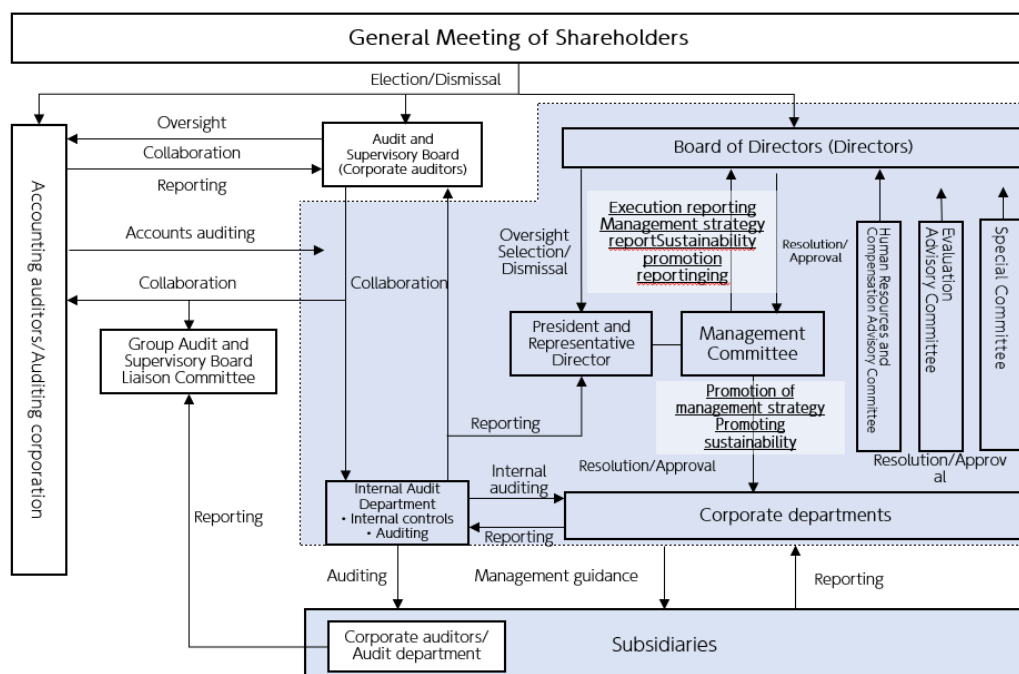 General Meeting of Shareholders
Election/Dismissal
Accounting auditors/Auditing corporation
Oversight
Collaboration
Reporting
Audit and
Supervisory Board
(Corporate auditors)
Board of Directors (Directors)
Accounts auditing
Collaboration
Collaboration
Group Audit and
Supervisory Board
Liaison Committee
Oversight
Selection/
Dismissal
Execution reporting
Management strategy
reportSustainability
promotion
reportinging
Resolution/
Approval
Human Resources and
Compensation Advisory Committee
Evaluation
Advisory Committee
Special Committee
President and
Representative
Director
Management
Committee
Promotion of
management strategy
Promoting
sustainability
Reporting
Resolution/Approval
Resolution/Approv
al
Internal Audit
Department
• Internal controls
• Auditing
Internal
auditing
Reporting
Corporate departments
Reporting
Auditing
Management guidance
Reporting
Corporate auditors/
Audit department
Subsidiaries